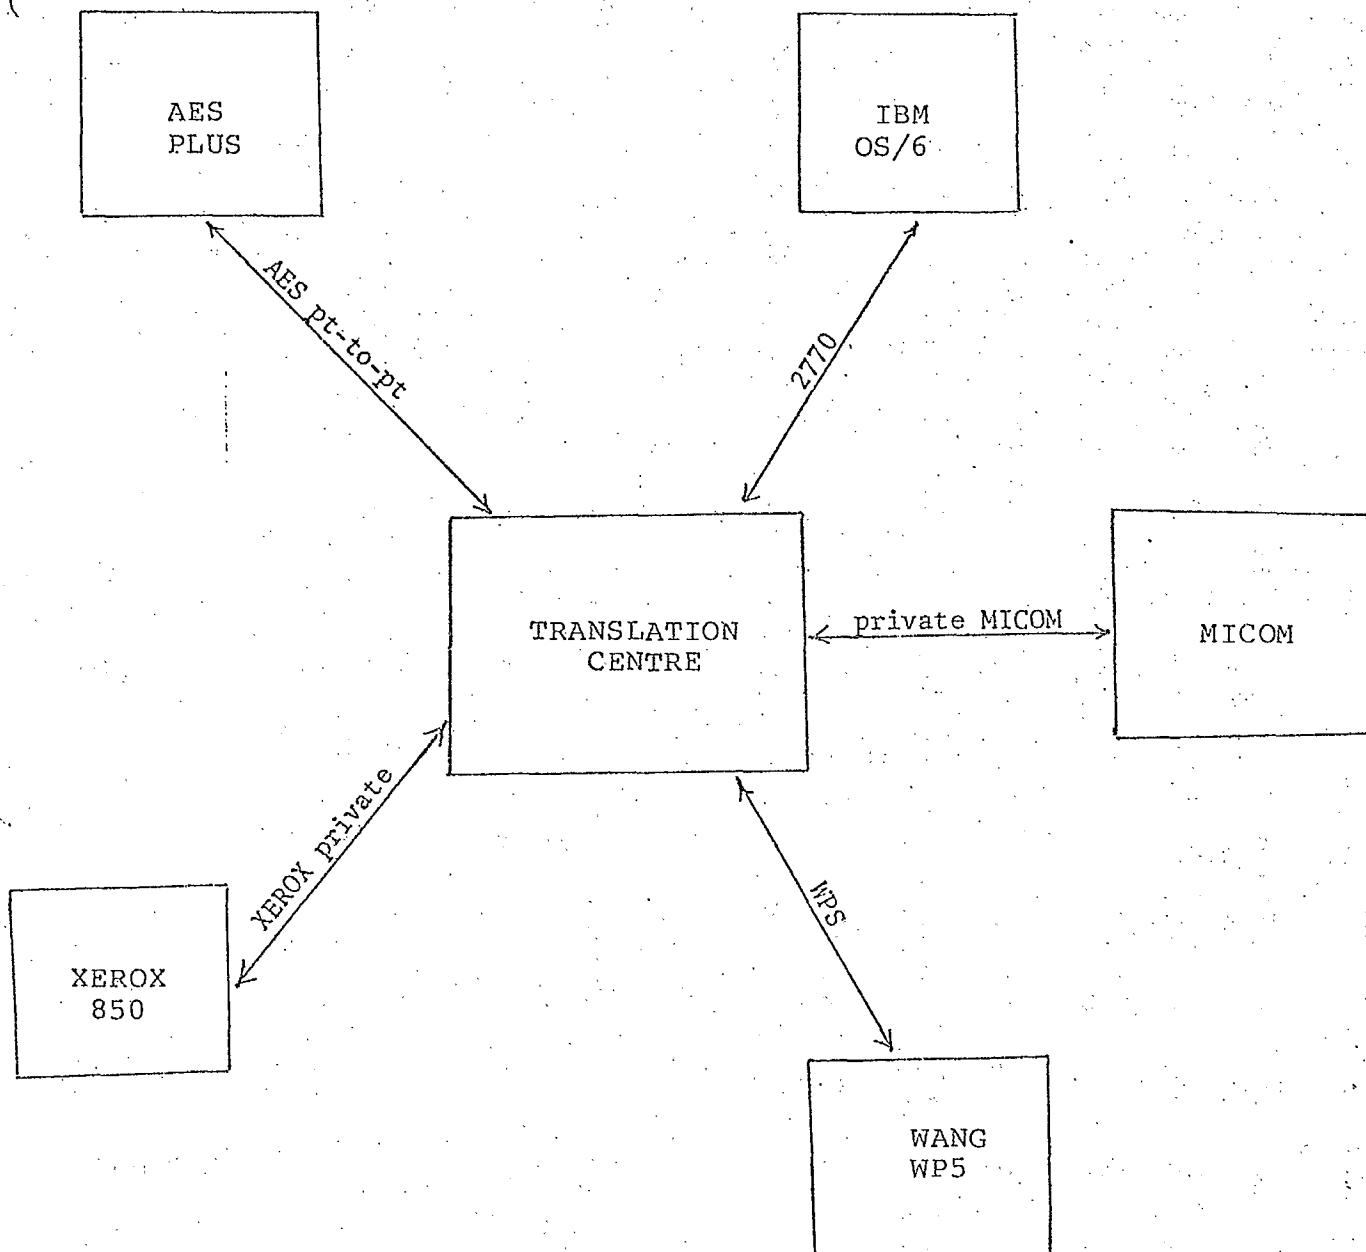 AES
PLUS
IBM
OS/6
AES pt-to-pt
2770
TRANSLATION
CENTRE
private MICOM
MICOM
XEROX private
XEROX
850
WPS
WANG
WP5